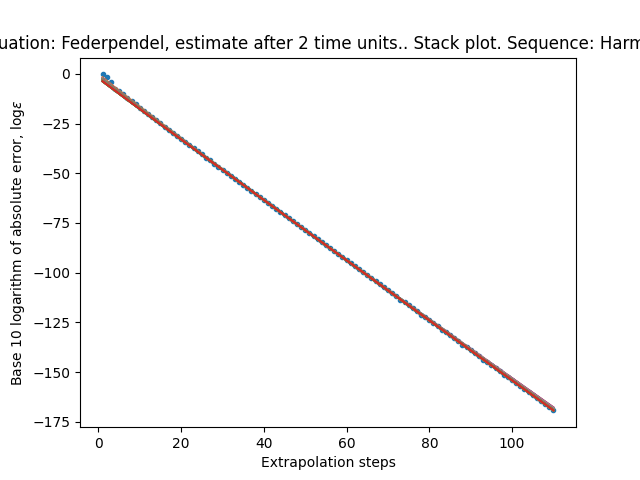 uation: Federpendel, estimate after 2 time units.. Stack plot. Sequence: Harm
Base 10 logarithm of absolute error, logε
0
−25
−50
−75
−100
−125
−150
−175
0 20 40 60 80 100
Extrapolation steps